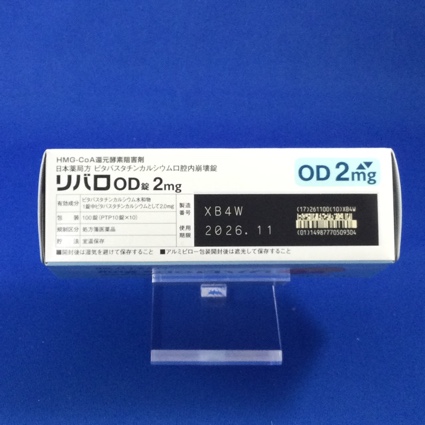 HMG-CoA還元酵素阻害剤
日本薬局方 ピタバスタチンカルシウム口腔内崩壊錠
リバロOD錠2mg
OD 2mg
有効成分
ピタバスタチンカルシウム水和物
1錠中ピタバスタチンカルシウムとして2.0mg
包装 100錠(PTP10錠×10)
規制区分 処方箋医薬品
貯法 室温保存
製造番号 XB4W
使用期限 2026.11
(17)261100(10)XB4W
(01)14987770509304
■開封後は湿気を避けて保存すること ■アルミピロー包装開封後は遮光して保存すること